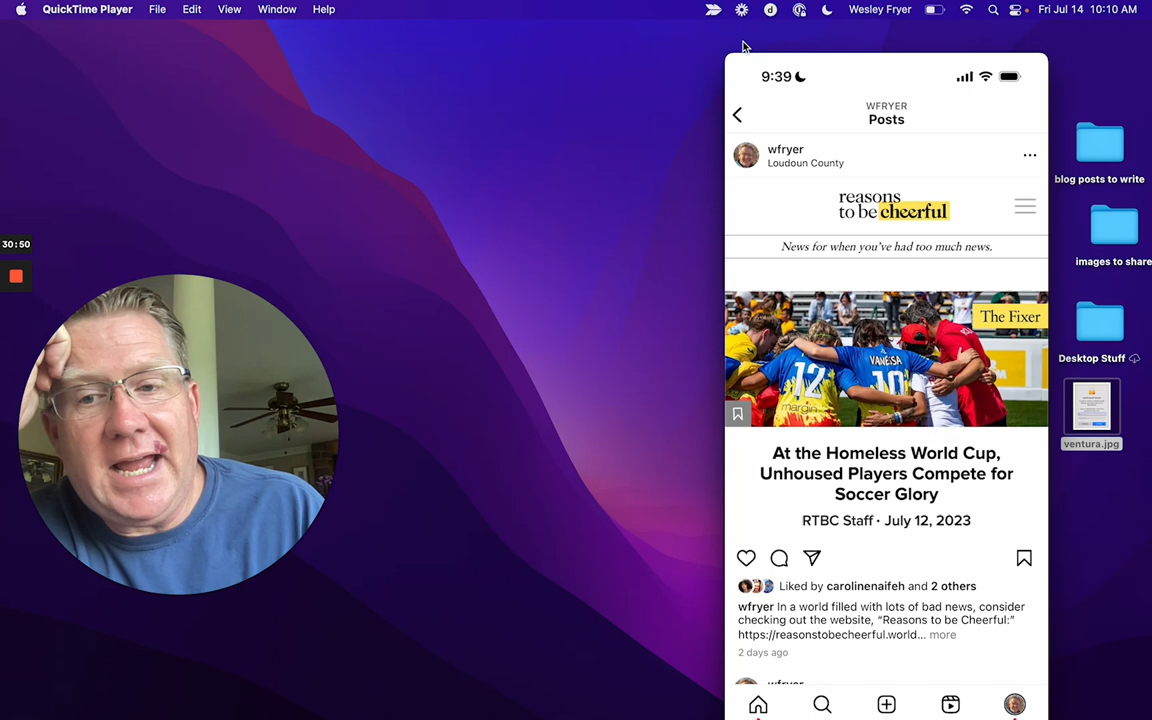 QuickTime Player File Edit View Window Help
Wesley Fryer Fri Jul 14 10:10 AM
9:39
WFRYER
Posts
wfryer
Loudoun County
reasons
to be cheerful
News for when you've had too much news.
The Fixer
12
margin
VANESSA
10
At the Homeless World Cup,
Unhoused Players Compete for
Soccer Glory
RTBC Staff · July 12, 2023
Liked by carolinenaifeh and 2 others
wfryer In a world filled with lots of bad news, consider
checking out the website, “Reasons to be Cheerful:”
https://reasonstobecheerful.world... more
2 days ago
wfryer
30:50
blog posts to write
images to share
Desktop Stuff
ventura.jpg